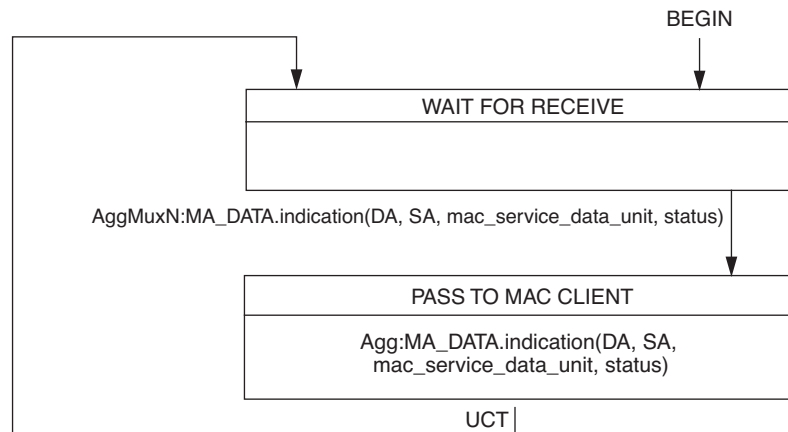 BEGIN
WAIT FOR RECEIVE
AggMuxN:MA_DATA.indication(DA, SA, mac_service_data_unit, status)
PASS TO MAC CLIENT
Agg:MA_DATA.indication(DA, SA,
mac_service_data_unit, status)
UCT